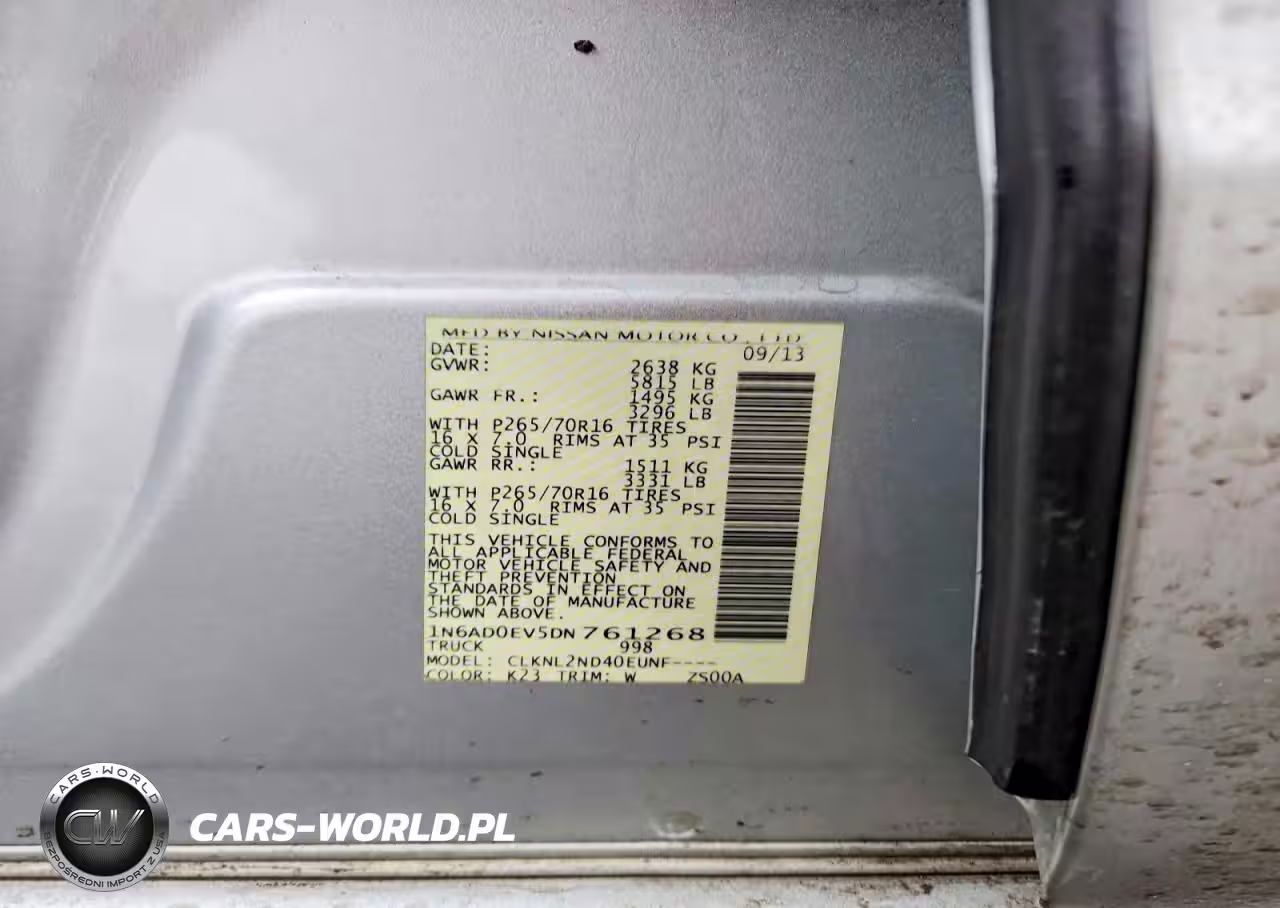 MFD BY NISSAN MOTOR CO., LTD
DATE: 09/13
GVWR: 2638 KG
5815 LB
GAWR FR.: 1495 KG
3296 LB
WITH P265/70R16 TIRES
16 X 7.0 RIMS AT 35 PSI
COLD SINGLE
GAWR RR.: 1511 KG
3331 LB
WITH P265/70R16 TIRES
16 X 7.0 RIMS AT 35 PSI
COLD SINGLE
THIS VEHICLE CONFORMS TO
ALL APPLICABLE FEDERAL
MOTOR VEHICLE SAFETY AND
THEFT PREVENTION
STANDARDS IN EFFECT ON
THE DATE OF MANUFACTURE
SHOWN ABOVE.
1N6AD0EV5DN761268
TRUCK 998
MODEL: CLKNL2ND40EUNF----
COLOR: K23 TRIM: W ZS00A
CARS-WORLD
CW
BEZPOŚREDNI IMPORT Z USA
CARS-WORLD.PL